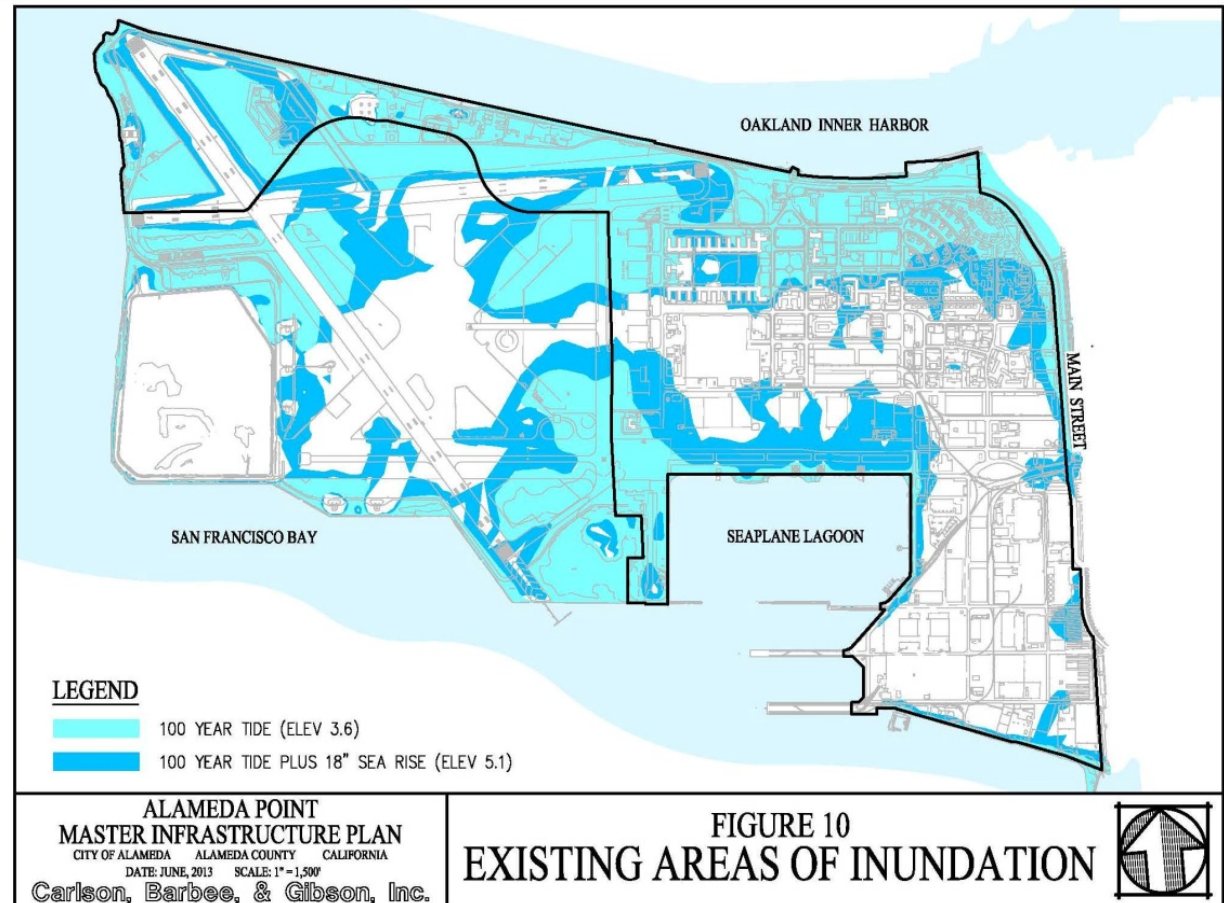 OAKLAND INNER HARBOR
MAIN STREET
SAN FRANCISCO BAY
SEAPLANE LAGOON
LEGEND
100 YEAR TIDE (ELEV 3.6)
100 YEAR TIDE PLUS 18" SEA RISE (ELEV 5.1)
ALAMEDA POINT
MASTER INFRASTRUCTURE PLAN
CITY OF ALAMEDA ALAMEDA COUNTY CALIFORNIA
DATE: JUNE, 2013 SCALE: 1" = 1,500'
Carlson, Barbee, & Gibson, Inc.
FIGURE 10
EXISTING AREAS OF INUNDATION